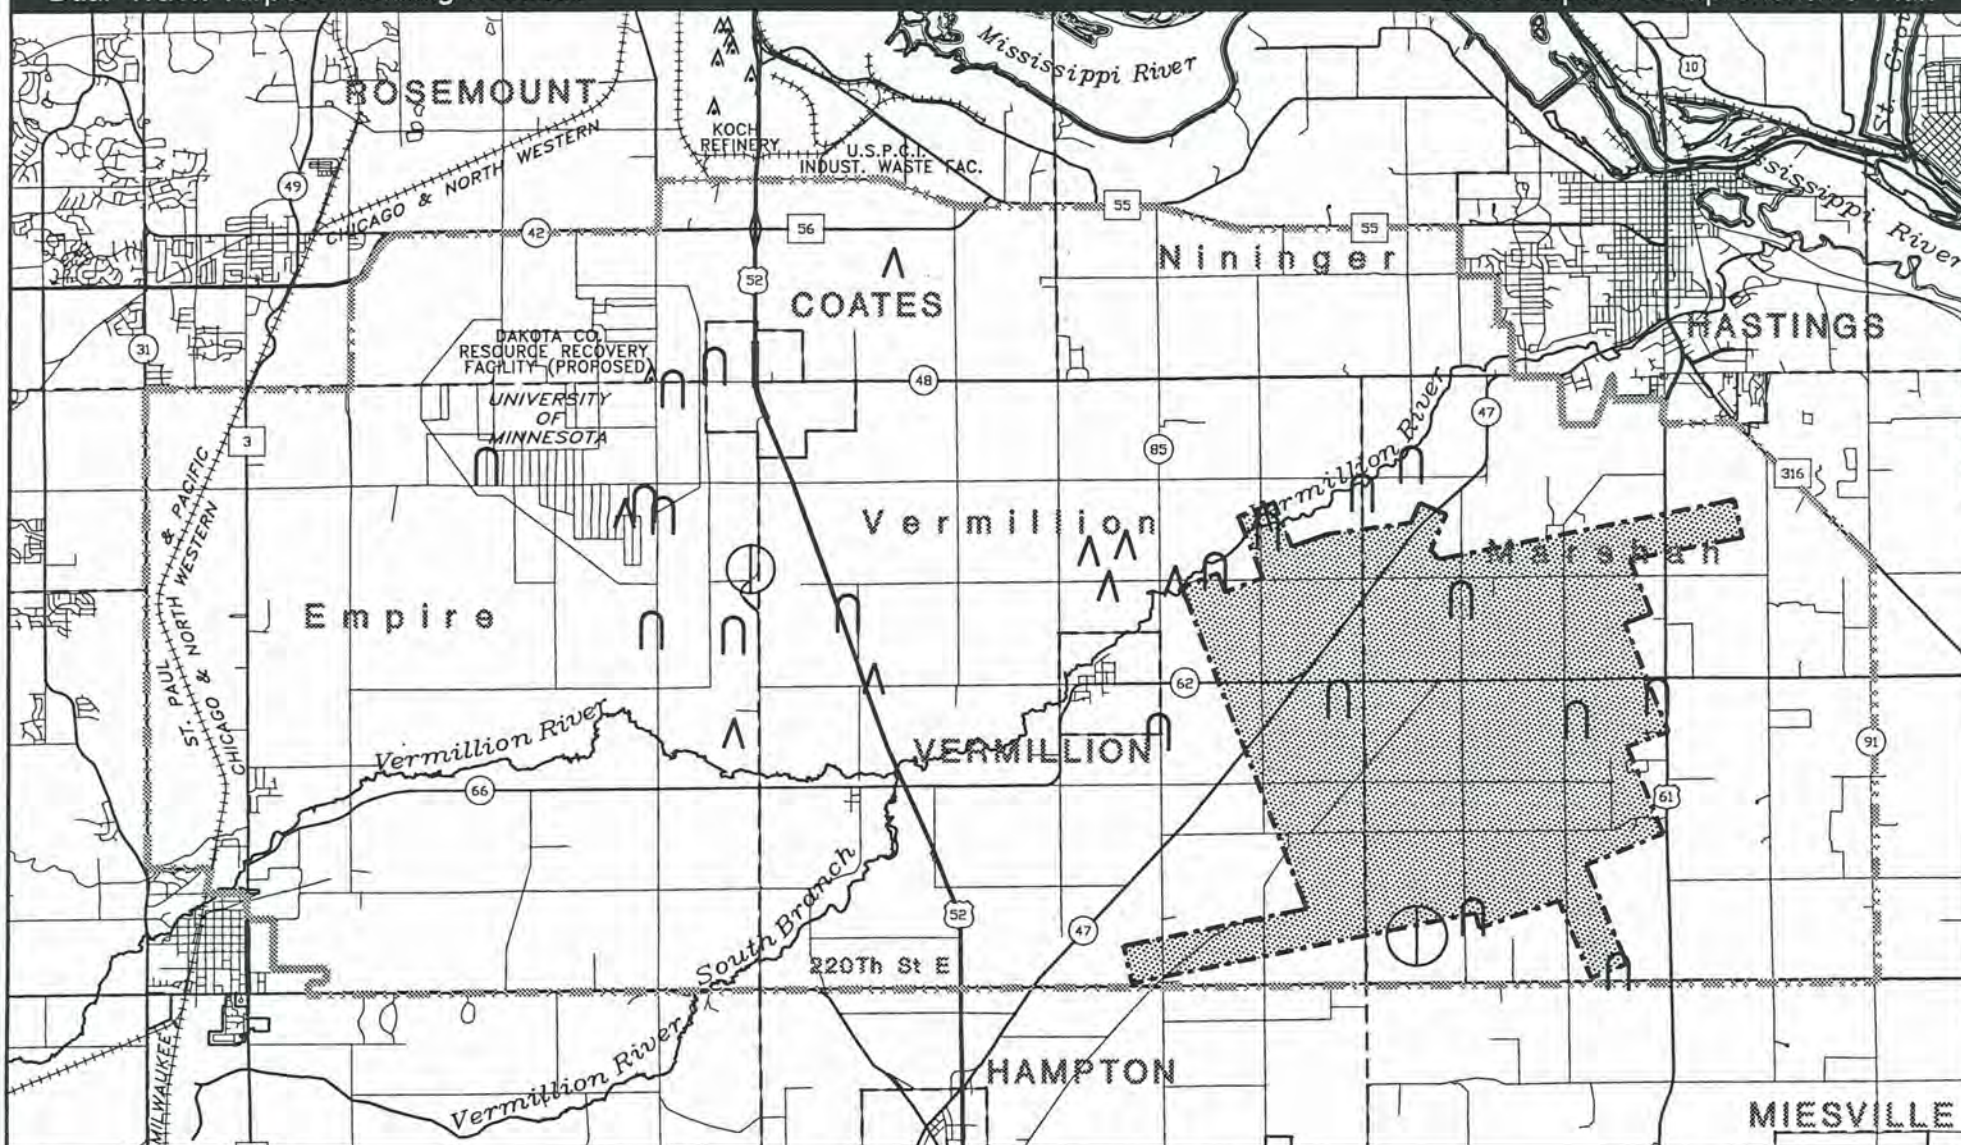 ROSEMOUNT
Mississippi River
10
St. Croix
KOCH
REFINERY
U.S.P.C.I.
INDUST. WASTE FAC.
CHICAGO & NORTH WESTERN
49
42
56
55
55
Mississippi River
Nininger
52
COATES
HASTINGS
31
DAKOTA CO.
RESOURCE RECOVERY
FACILITY (PROPOSED)
UNIVERSITY
OF
MINNESOTA
48
47
3
85
316
Vermillion River
Vermillion
Marshan
ST. PAUL & PACIFIC
CHICAGO & NORTH WESTERN
Empire
62
Vermillion River
VERMILLION
91
66
61
South Branch
52
47
220Th St E
Vermillion River
HAMPTON
MILWAUKEE
MIESVILLE